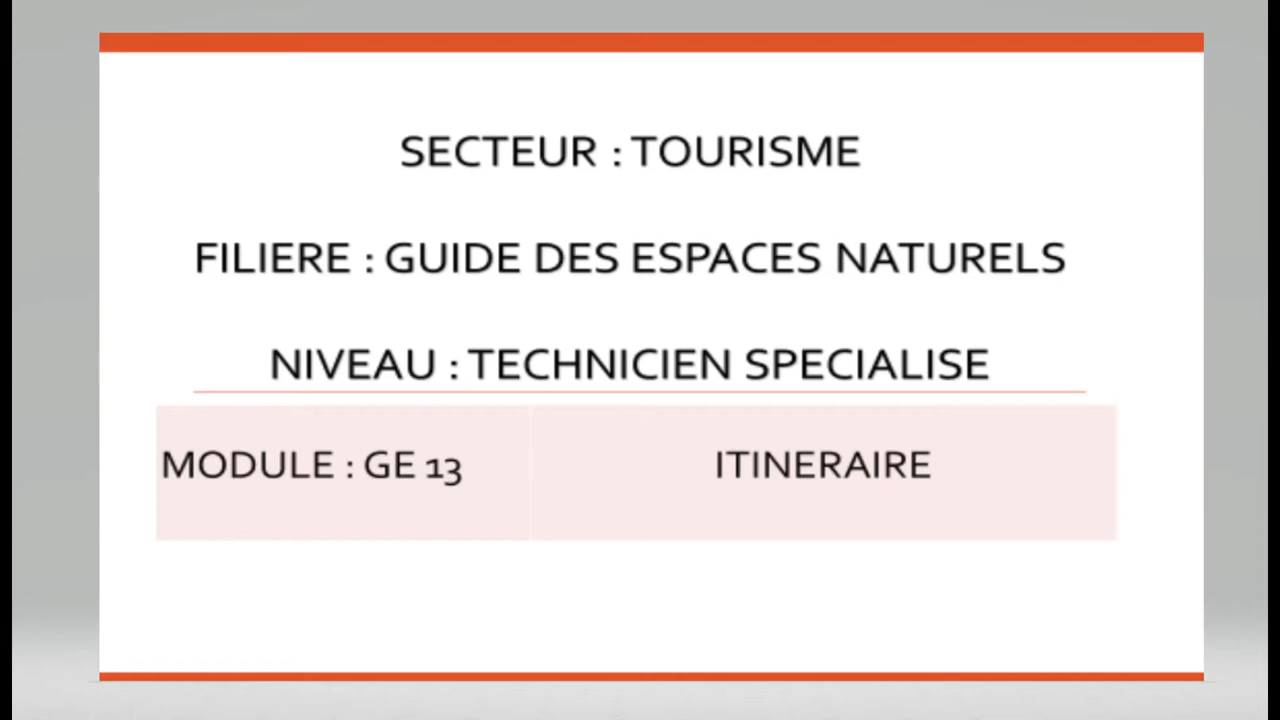 SECTEUR : TOURISME
FILIERE : GUIDE DES ESPACES NATURELS
NIVEAU : TECHNICIEN SPECIALISE
MODULE : GE 13
ITINERAIRE